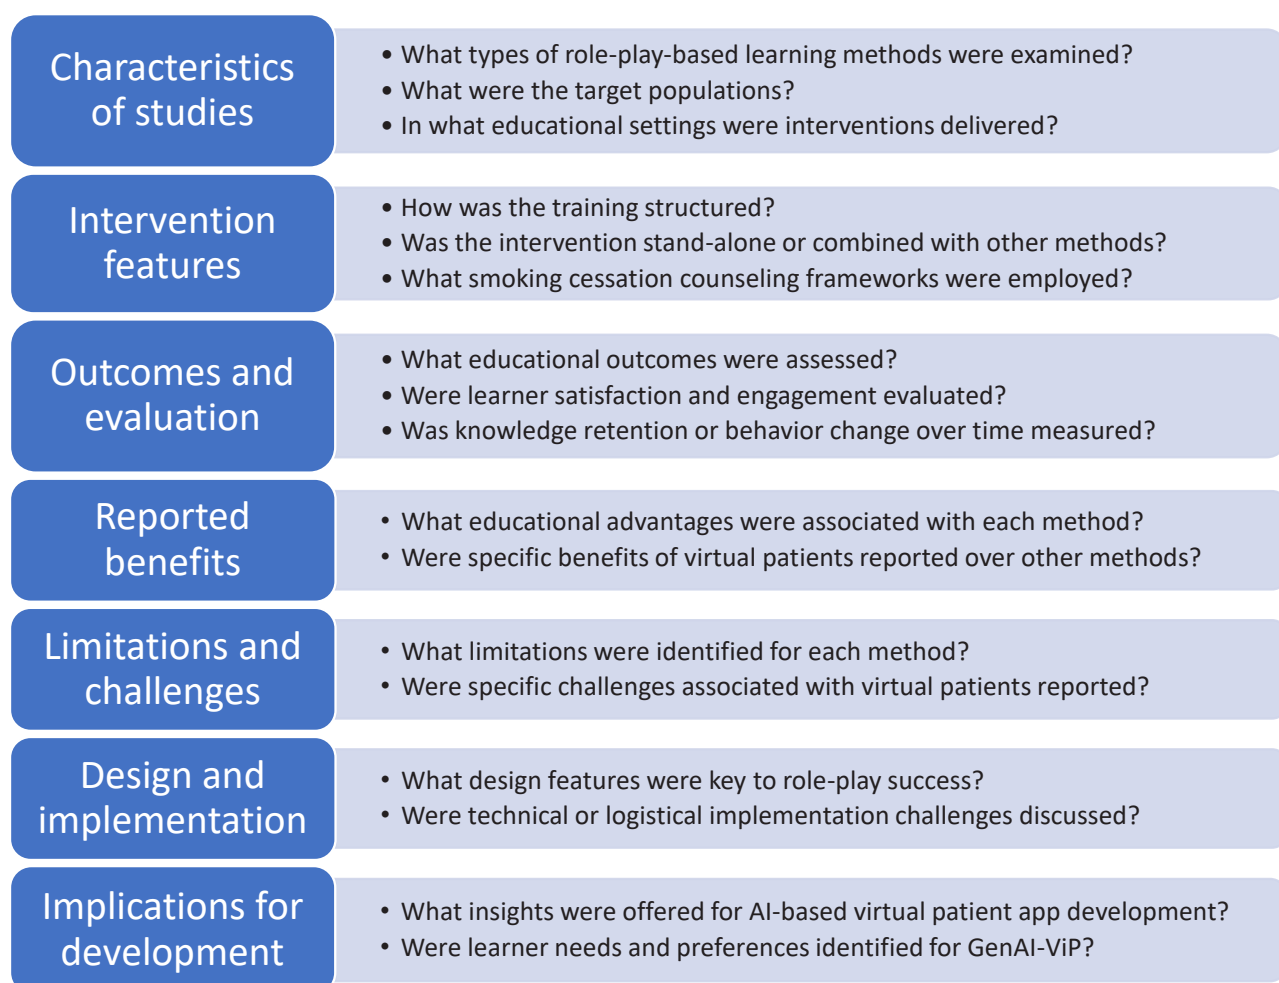 Characteristics
of studies
• What types of role-play-based learning methods were examined?
• What were the target populations?
• In what educational settings were interventions delivered?
Intervention
features
• How was the training structured?
• Was the intervention stand-alone or combined with other methods?
• What smoking cessation counseling frameworks were employed?
Outcomes and
evaluation
• What educational outcomes were assessed?
• Were learner satisfaction and engagement evaluated?
• Was knowledge retention or behavior change over time measured?
Reported
benefits
• What educational advantages were associated with each method?
• Were specific benefits of virtual patients reported over other methods?
Limitations and
challenges
• What limitations were identified for each method?
• Were specific challenges associated with virtual patients reported?
Design and
implementation
• What design features were key to role-play success?
• Were technical or logistical implementation challenges discussed?
Implications for
development
• What insights were offered for AI-based virtual patient app development?
• Were learner needs and preferences identified for GenAI-ViP?